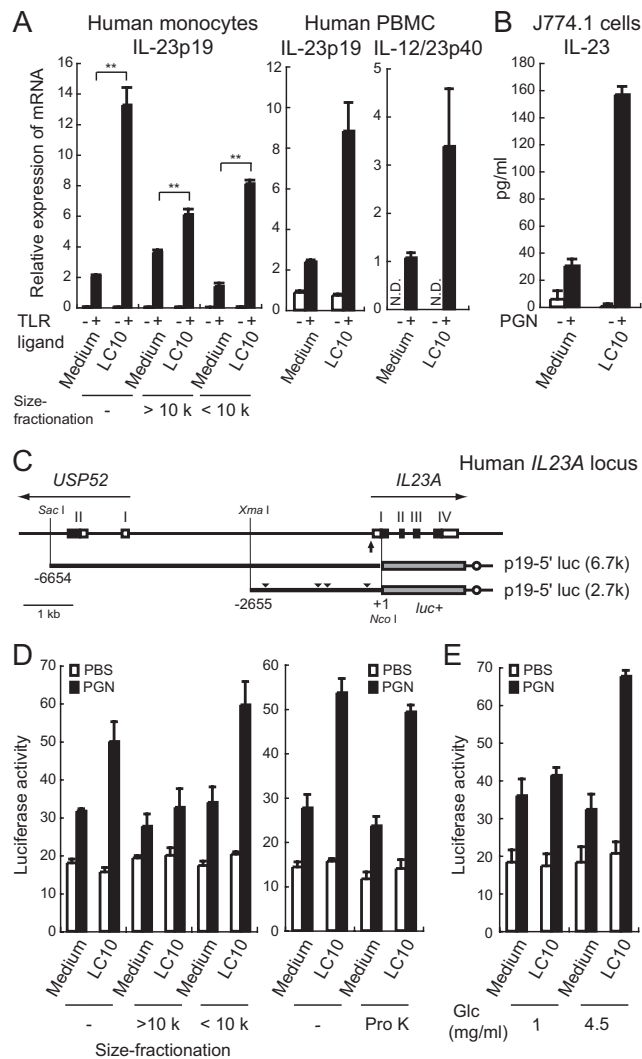 A
Human monocytes
IL-23p19
Human PBMC
IL-23p19 IL-12/23p40
B
J774.1 cells
IL-23
Relative expression of mRNA
16
14
12
10
8
6
4
2
0
**
**
**
12
10
8
6
4
2
0
5
4
3
2
1
0
N.D.
N.D.
pg/ml
180
160
140
120
100
80
60
40
20
0
TLR ligand
- + - + - + - + - + - +
Medium LC10 Medium LC10 Medium LC10
- + - +
Medium LC10
- + - +
Medium LC10
PGN - + - +
Medium LC10
Size-fractionation
- > 10 k < 10 k
C
Human IL23A locus
USP52
IL23A
Sac I
II
I
Xma I
I II III IV
-6654
p19-5' luc (6.7k)
1 kb
-2655
+1
Nco I
luc+
p19-5' luc (2.7k)
D
PBS
PGN
Luciferase activity
70
60
50
40
30
20
10
0
Medium LC10 Medium LC10 Medium LC10
- >10 k < 10 k
Size-fractionation
PBS
PGN
60
50
40
30
20
10
0
Medium LC10 Medium LC10
- Pro K
E
PBS
PGN
Luciferase activity
70
60
50
40
30
20
10
0
Medium LC10 Medium LC10
Glc (mg/ml)
1 4.5